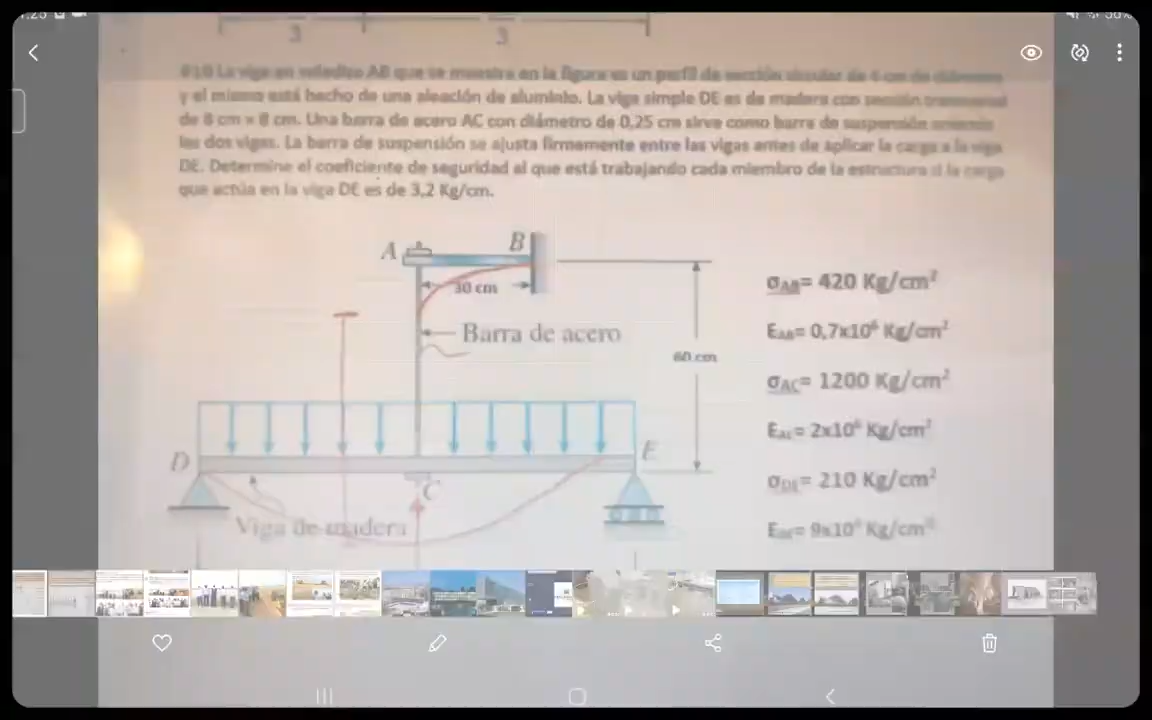 3
3
#10 La viga en voladizo AB que se muestra en la figura es un perfil de sección circular de 6 cm de diámetro
y el mismo está hecho de una aleación de aluminio. La viga simple DE es de madera con sección transversal
de 8 cm × 8 cm. Una barra de acero AC con diámetro de 0,25 cm sirve como barra de suspensión
las dos vigas. La barra de suspensión se ajusta firmemente entre las vigas antes de aplicar la carga a la viga
DE. Determine el coeficiente de seguridad al que está trabajando cada miembro de la estructura si la carga
que actúa en la viga DE es de 3,2 Kg/cm.
A
B
30 cm
Barra de acero
60 cm
D
E
C
Viga de madera
σAB= 420 Kg/cm²
EAB= 0,7x10⁶ Kg/cm²
σAC= 1200 Kg/cm²
EAC= 2x10⁶ Kg/cm²
σDE= 210 Kg/cm²